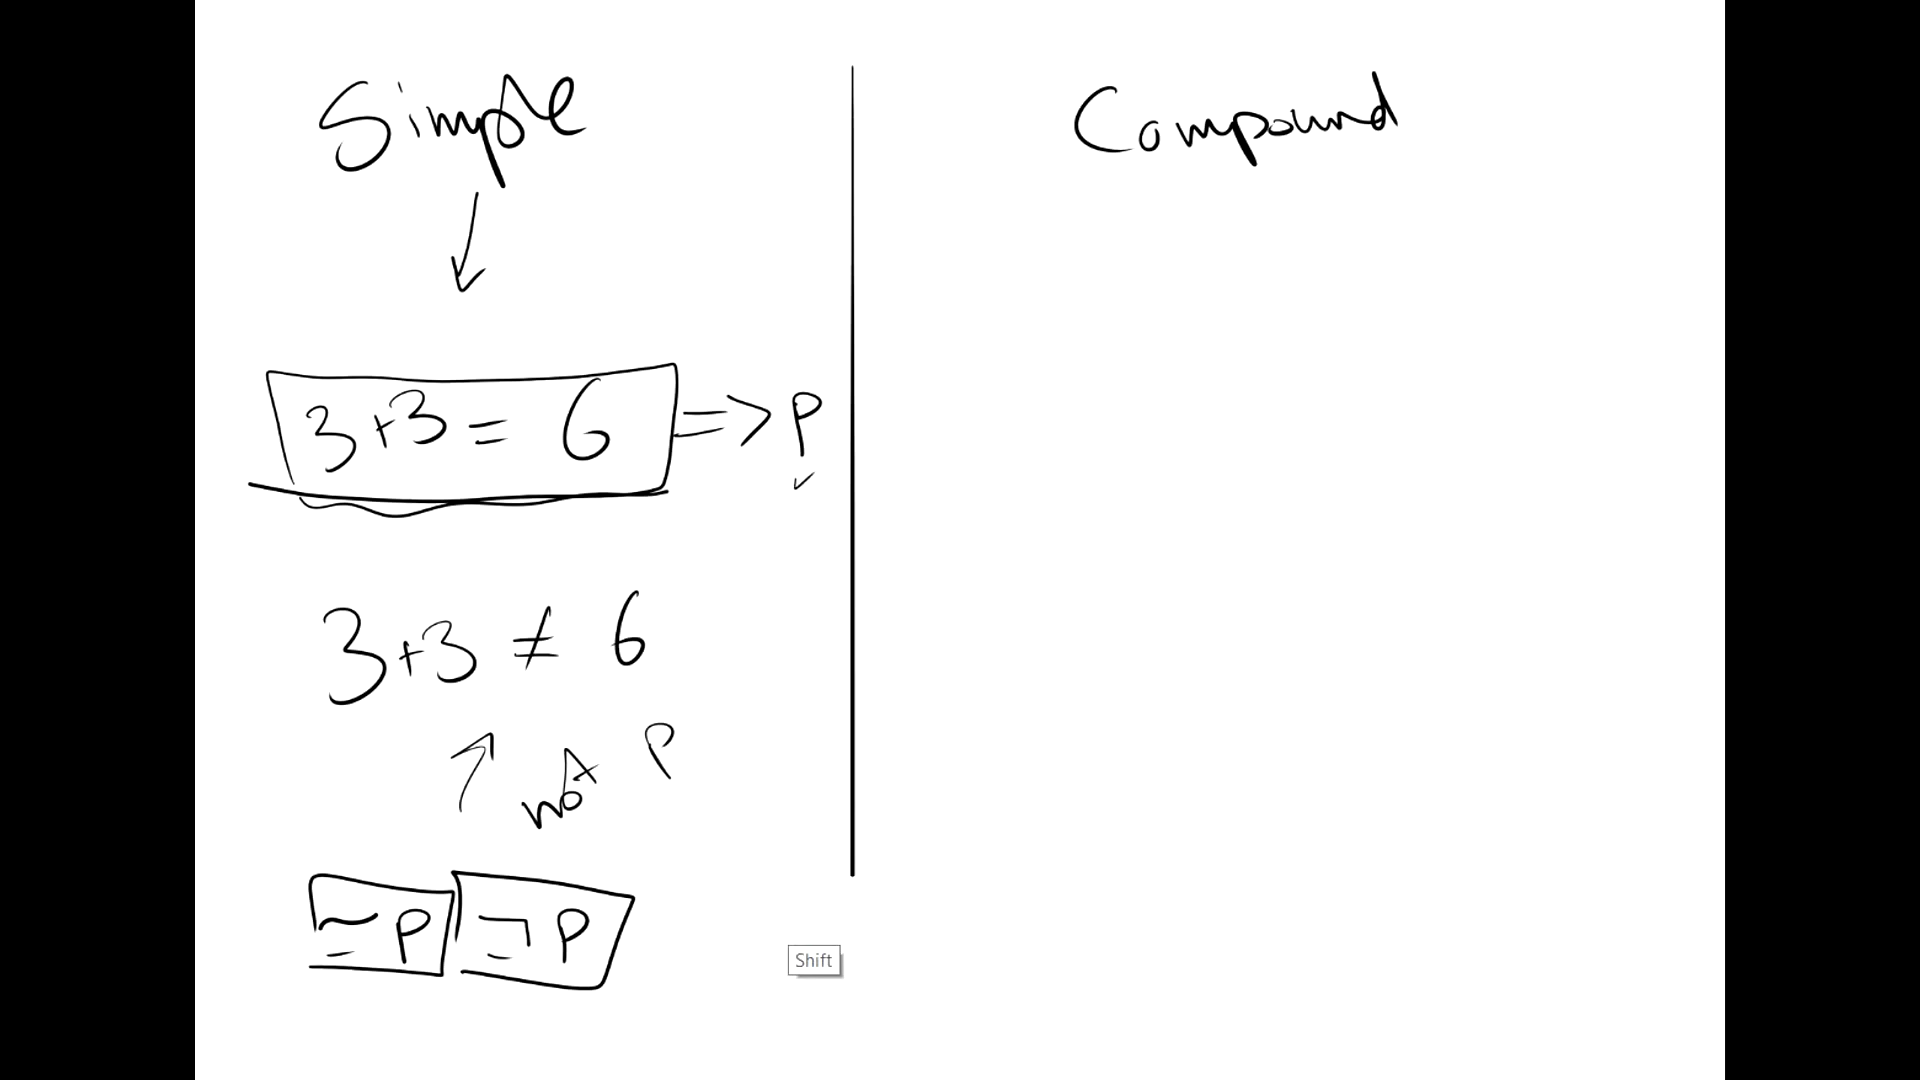 Simple
Compound
3+3 = 6 => P
3+3 ≠ 6
not P
~ P ¬ P
Shift